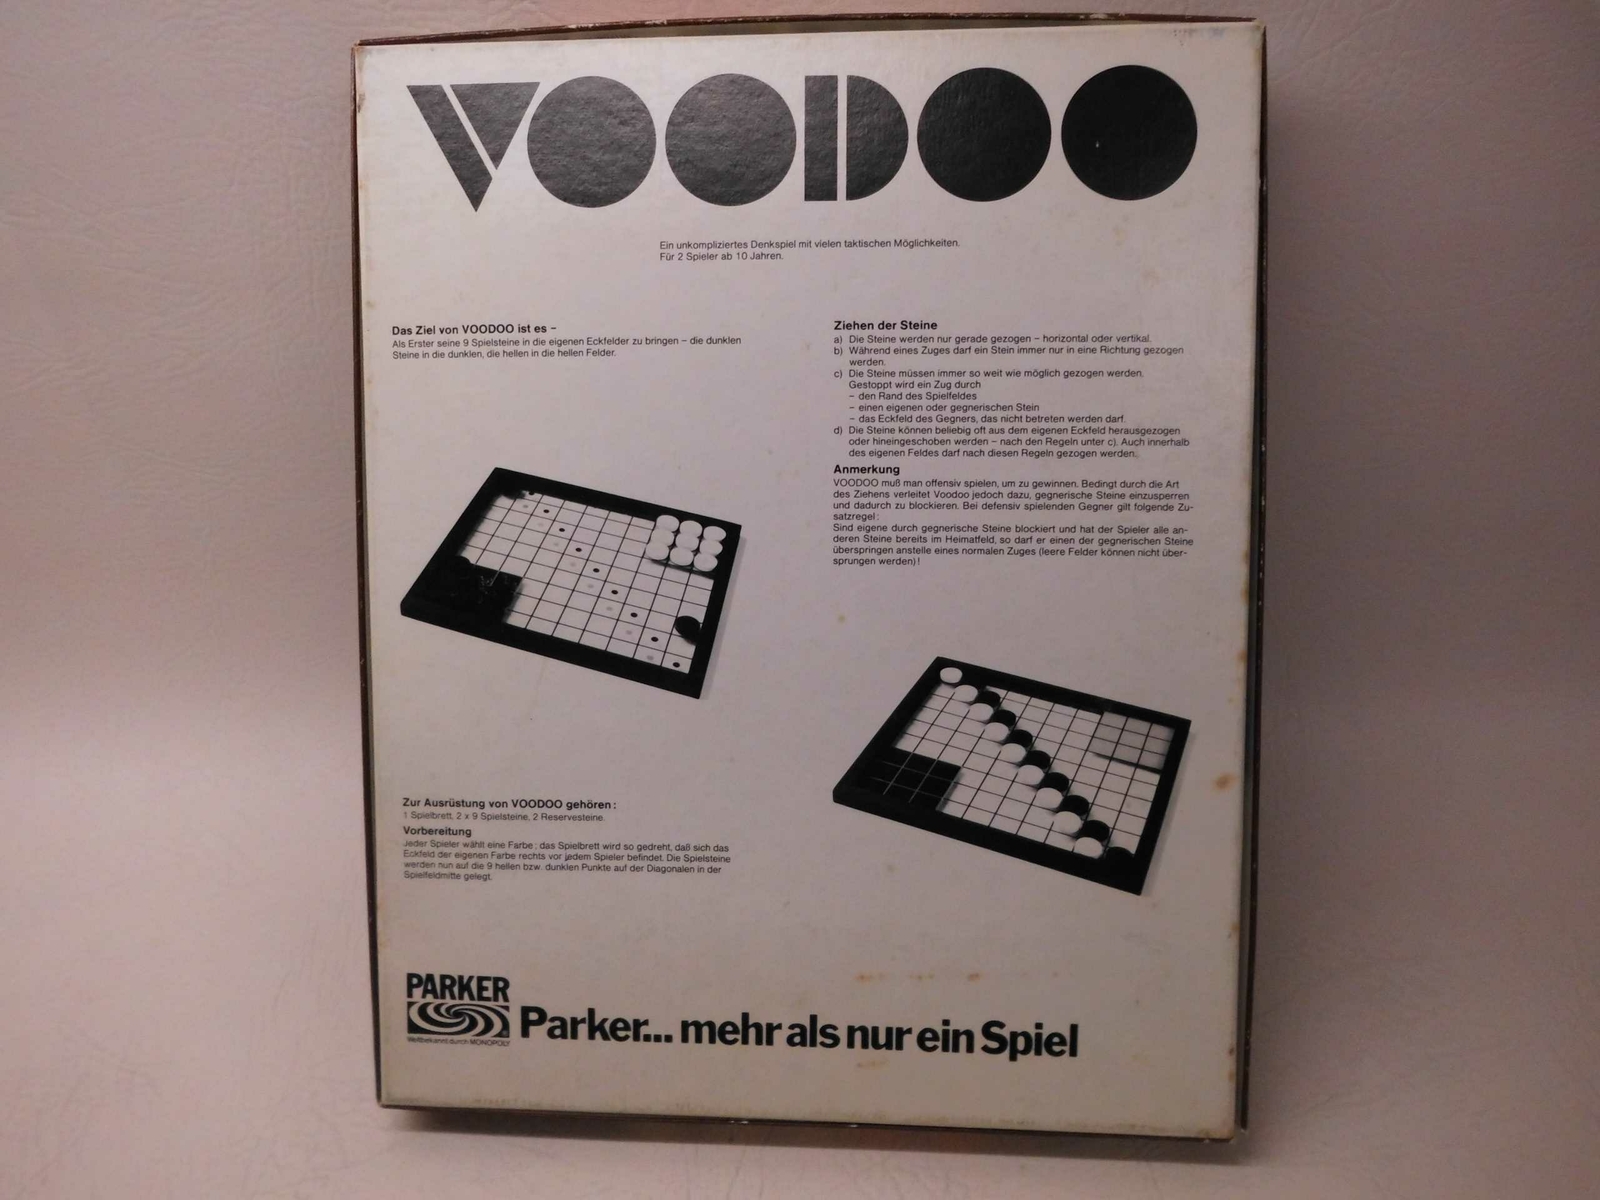 VOODOO
Ein unkompliziertes Denkspiel mit vielen taktischen Möglichkeiten.
Für 2 Spieler ab 10 Jahren.
Das Ziel von VOODOO ist es –
Als Erster seine 9 Spielsteine in die eigenen Eckfelder zu bringen – die dunklen
Steine in die dunklen, die hellen in die hellen Felder.
Zur Ausrüstung von VOODOO gehören:
1 Spielbrett, 2 x 9 Spielsteine, 2 Reservesteine.
Vorbereitung
Jeder Spieler wählt eine Farbe; das Spielbrett wird so gedreht, daß sich das
Eckfeld der eigenen Farbe rechts vor jedem Spieler befindet. Die Spielsteine
werden nun auf die 9 hellen bzw. dunklen Punkte auf der Diagonalen in der
Spielfeldmitte gelegt.
Ziehen der Steine
a) Die Steine werden nur gerade gezogen – horizontal oder vertikal.
b) Während eines Zuges darf ein Stein immer nur in eine Richtung gezogen
werden.
c) Die Steine müssen immer so weit wie möglich gezogen werden.
Gestoppt wird ein Zug durch
– den Rand des Spielfeldes
– einen eigenen oder gegnerischen Stein
– das Eckfeld des Gegners, das nicht betreten werden darf.
d) Die Steine können beliebig oft aus dem eigenen Eckfeld herausgezogen
oder hineingeschoben werden – nach den Regeln unter c). Auch innerhalb
des eigenen Feldes darf nach diesen Regeln gezogen werden.
Anmerkung
VOODOO muß man offensiv spielen, um zu gewinnen. Bedingt durch die Art
des Ziehens verleitet Voodoo jedoch dazu, gegnerische Steine einzusperren
und dadurch zu blockieren. Bei defensiv spielenden Gegner gilt folgende Zu-
satzregel:
Sind eigene durch gegnerische Steine blockiert und hat der Spieler alle an-
deren Steine bereits im Heimatfeld, so darf er einen der gegnerischen Steine
überspringen anstelle eines normalen Zuges (leere Felder können nicht über-
sprungen werden)!
PARKER
Weltbekannt durch MONOPOLY
Parker... mehr als nur ein Spiel